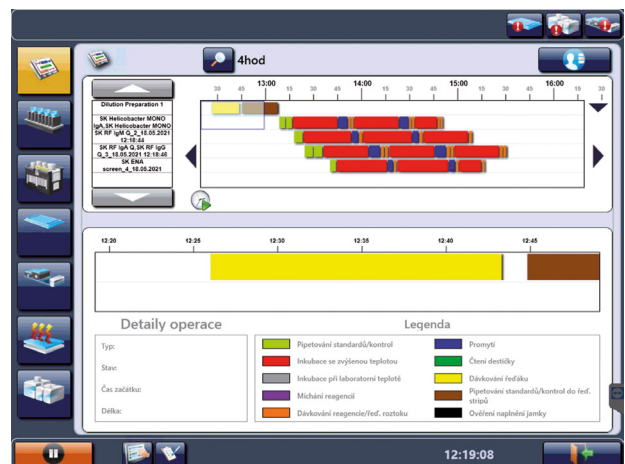 4hod
30 45 13:00 15 30 45 14:00 15 30 45 15:00 15 30 45 16:00 15 30
Dilution Preparation 1
SK Helicobacter MONO
IgA,SK Helicobacter MONO
SK RF IgM Q_2_18.05.2021
12:18:44
SK RF IgA Q,SK RF IgG
Q_3_18.05.2021 12:18:46
SK ENA
screen_4_18.05.2021
12:20 12:25 12:30 12:35 12:40 12:45
Detaily operace
Typ:
Stav:
Čas začátku:
Délka:
Legenda
Pipetování standardů/kontrol
Promytí
Inkubace se zvýšenou teplotou
Čtení destičky
Inkubace při laboratorní teplotě
Dávkování řeďáku
Míchání reagencií
Pipetování standardů/kontrol do řeď.
stripů
Dávkování reagencie/řeď. roztoku
Ověření naplnění jamky
12:19:08